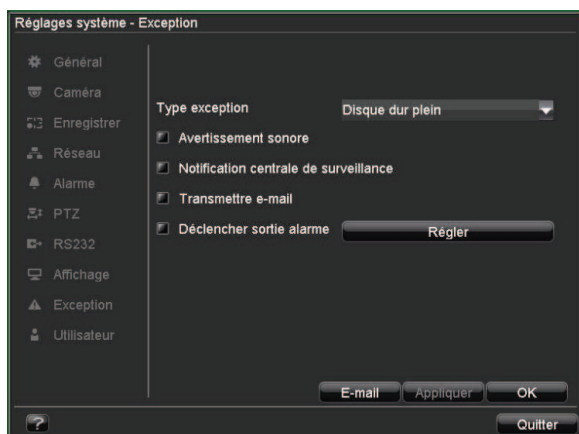 Réglages système - Exception
Général
Caméra
Enregistrer
Réseau
Alarme
PTZ
RS232
Affichage
Exception
Utilisateur
Type exception Disque dur plein
Avertissement sonore
Notification centrale de surveillance
Transmettre e-mail
Déclencher sortie alarme Régler
E-mail Appliquer OK
? Quitter